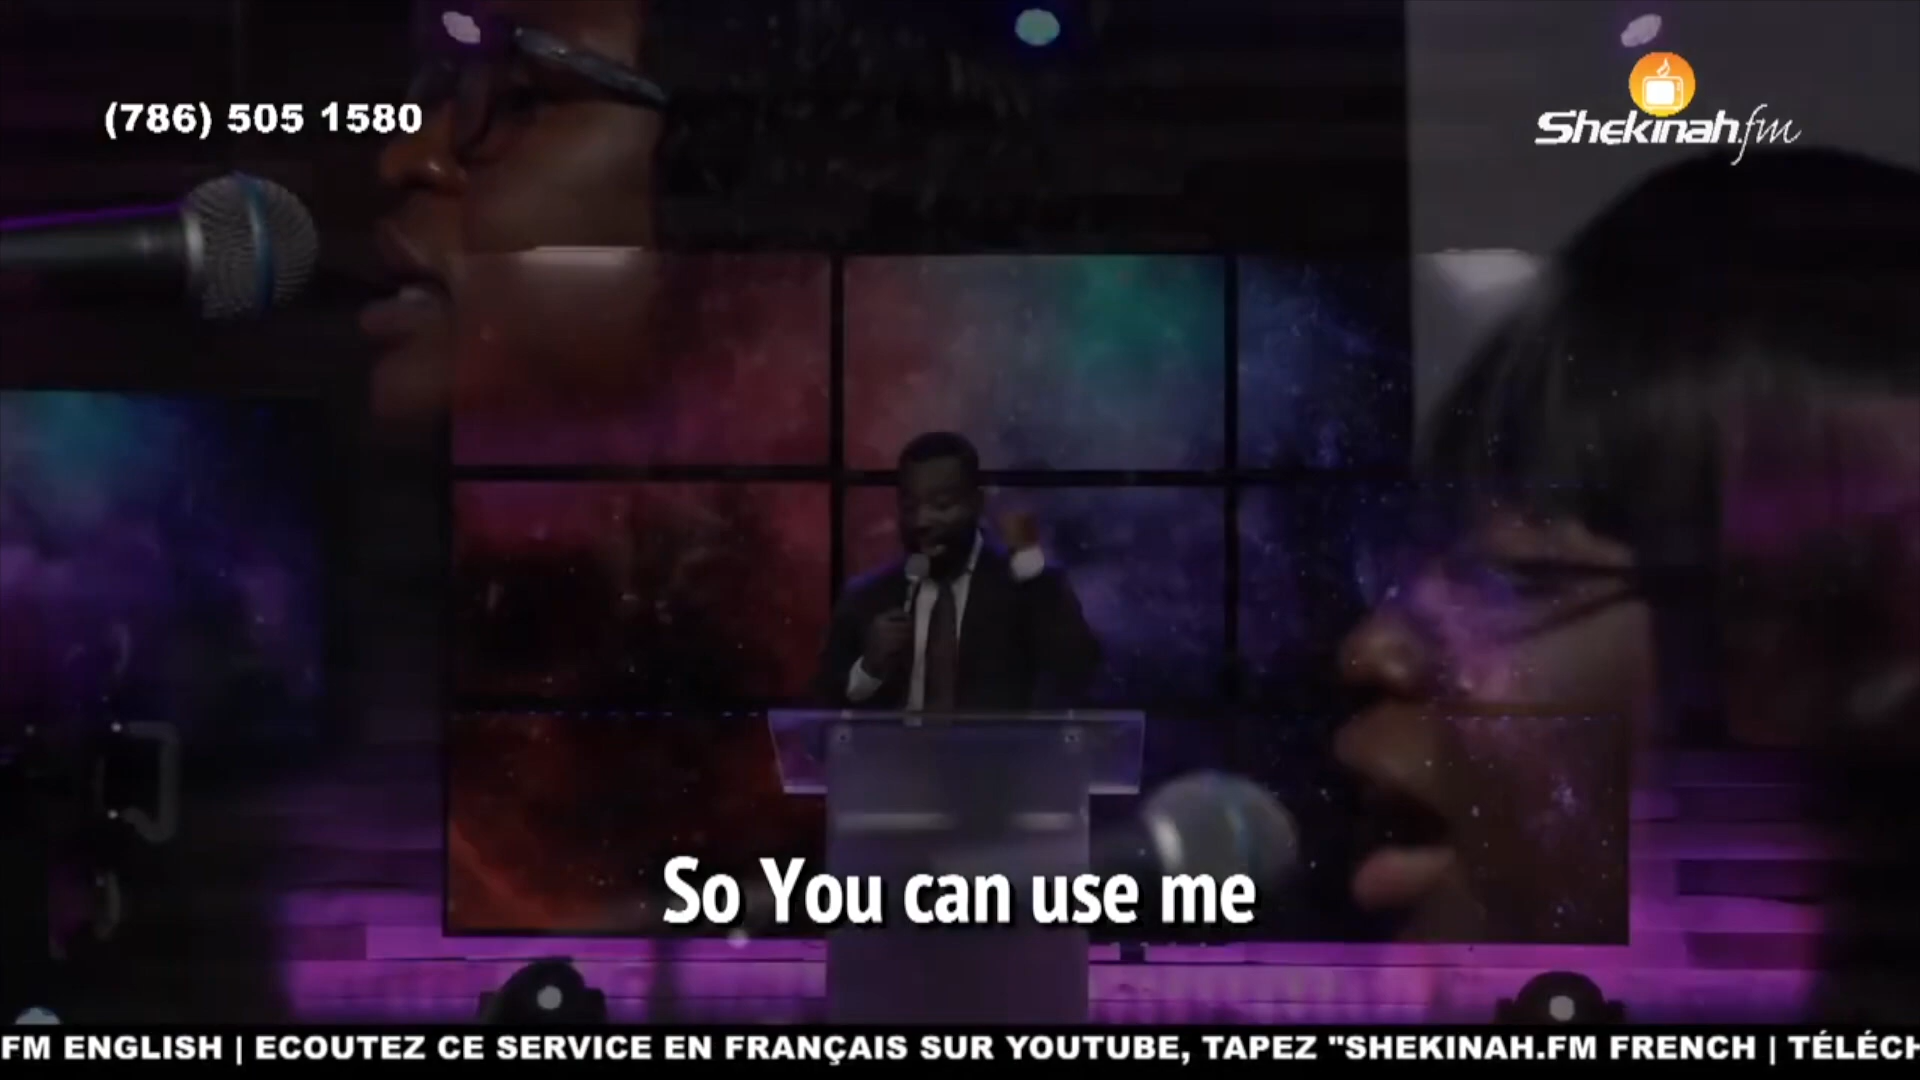 (786) 505 1580
Shekinah.fm
So You can use me
FM ENGLISH | ECOUTEZ CE SERVICE EN FRANÇAIS SUR YOUTUBE, TAPEZ "SHEKINAH.FM FRENCH | TÉLÉCH